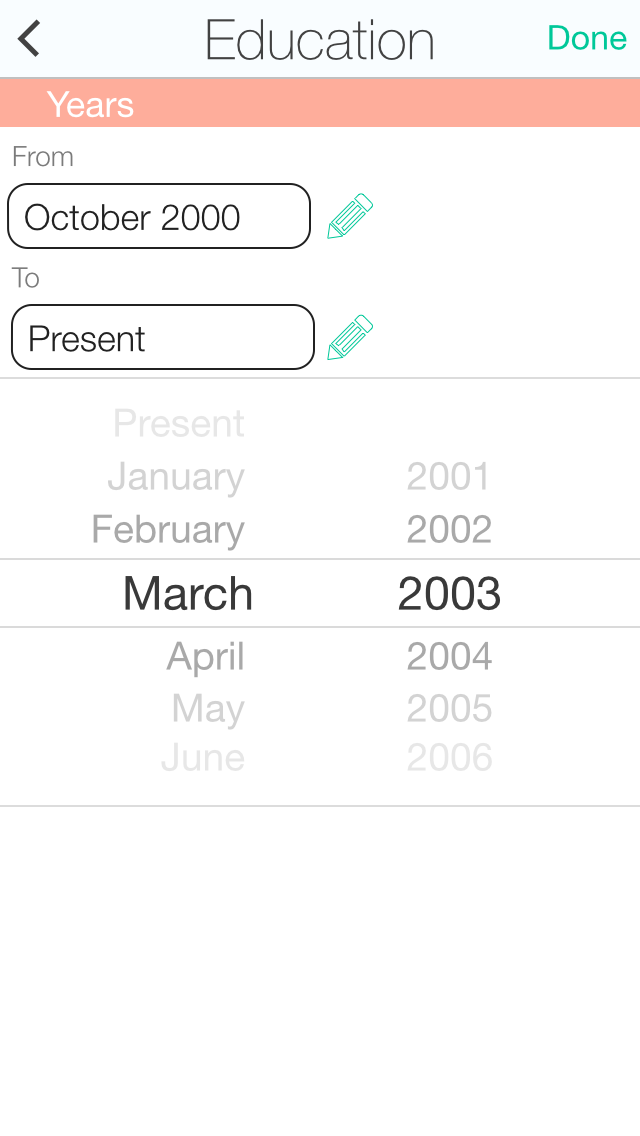 Education Done
Years
From
October 2000
To
Present
Present
January 2001
February 2002
March 2003
April 2004
May 2005
June 2006